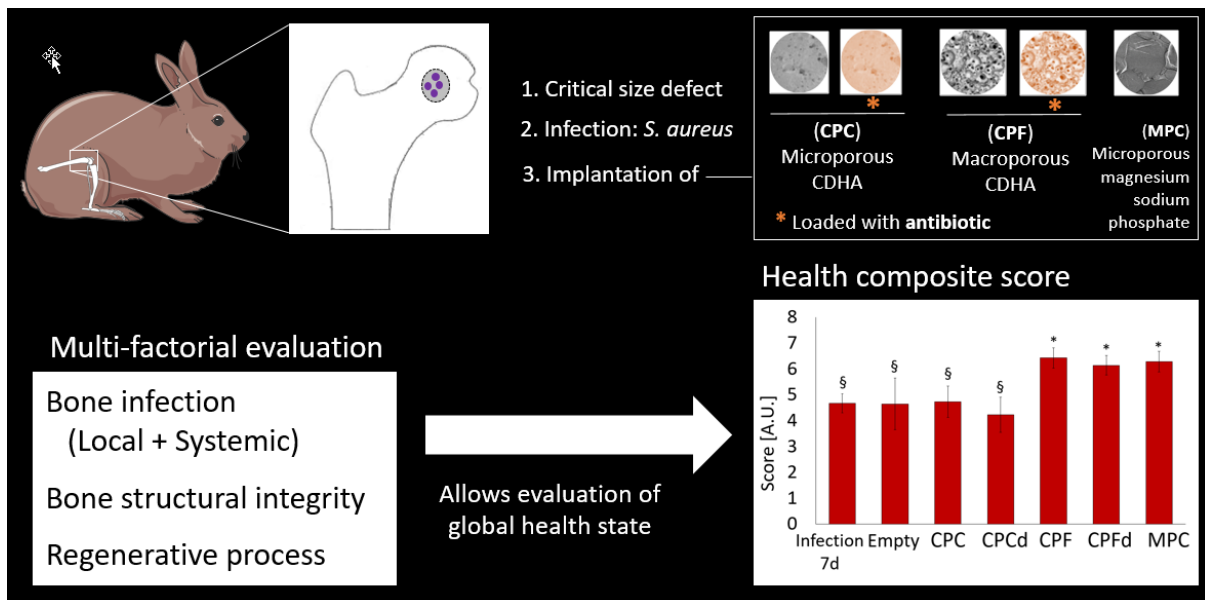 1. Critical size defect
2. Infection: S. aureus
3. Implantation of
*
*
(CPC)
Microporous
CDHA
(CPF)
Macroporous
CDHA
(MPC)
Microporous
magnesium
sodium
phosphate
* Loaded with antibiotic
Multi-factorial evaluation
Bone infection
(Local + Systemic)
Bone structural integrity
Regenerative process
Allows evaluation of
global health state
Health composite score
Score [A.U.]
8
7
6
5
4
3
2
1
0
§
§
§
§
*
*
*
Infection
7d
Empty
CPC
CPCd
CPF
CPFd
MPC